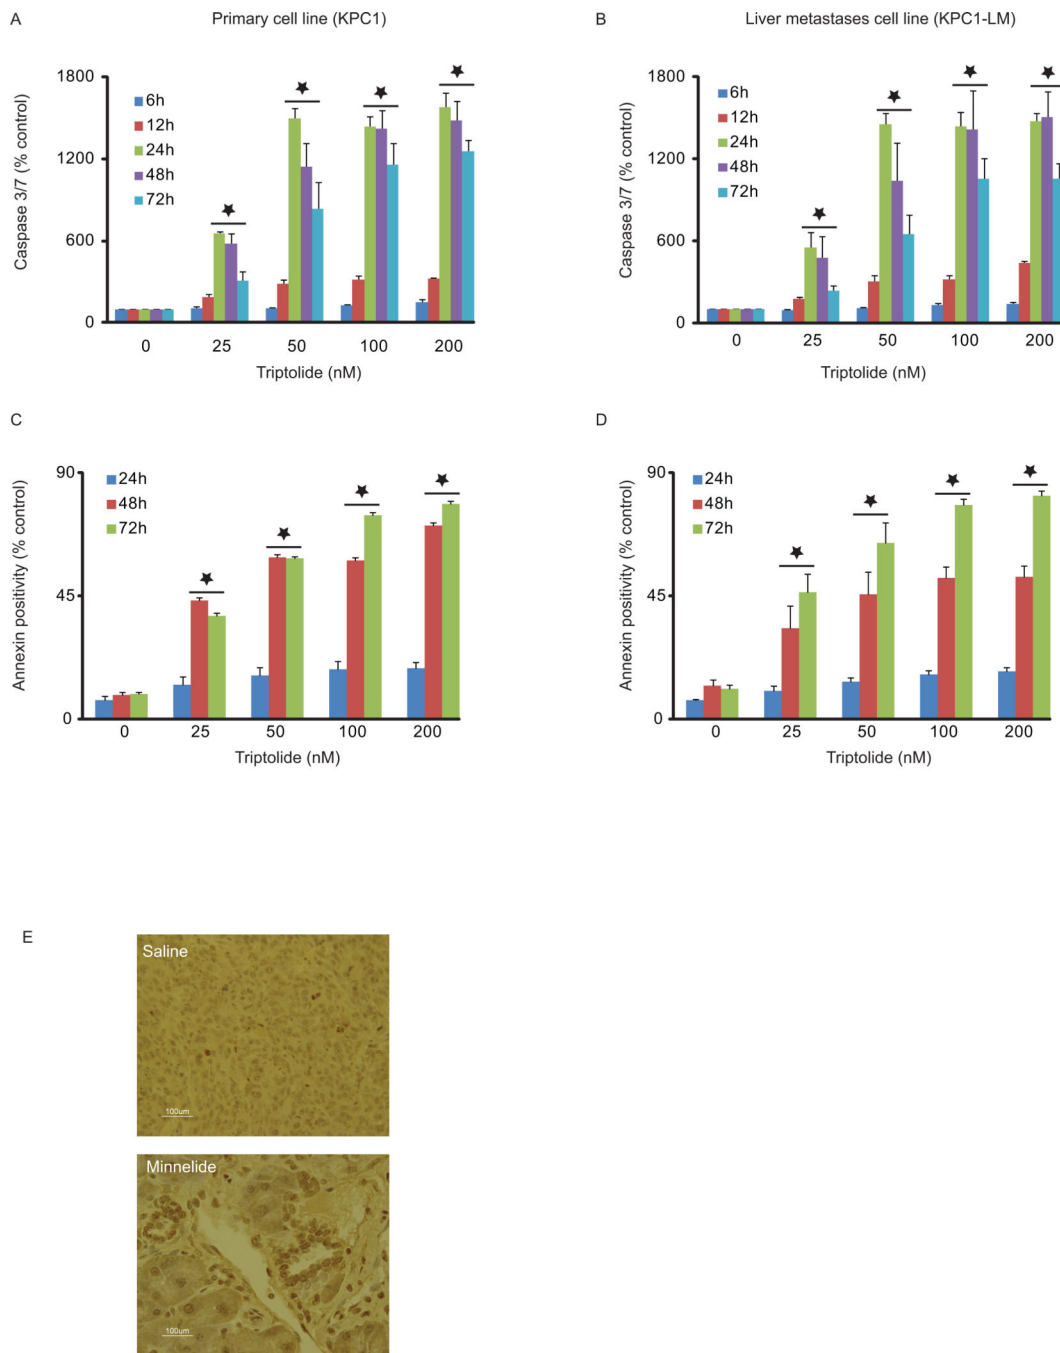 A
Primary cell line (KPC1)
Caspase 3/7 (% control)
1800
1200
600
0
6h
12h
24h
48h
72h
0 25 50 100 200
Triptolide (nM)
B
Liver metastases cell line (KPC1-LM)
Caspase 3/7 (% control)
1800
1200
600
0
6h
12h
24h
48h
72h
0 25 50 100 200
Triptolide (nM)
C
Annexin positivity (% control)
90
45
0
24h
48h
72h
0 25 50 100 200
Triptolide (nM)
D
Annexin positivity (% control)
90
45
0
24h
48h
72h
0 25 50 100 200
Triptolide (nM)
E
Saline
100um
Minnelide
100um